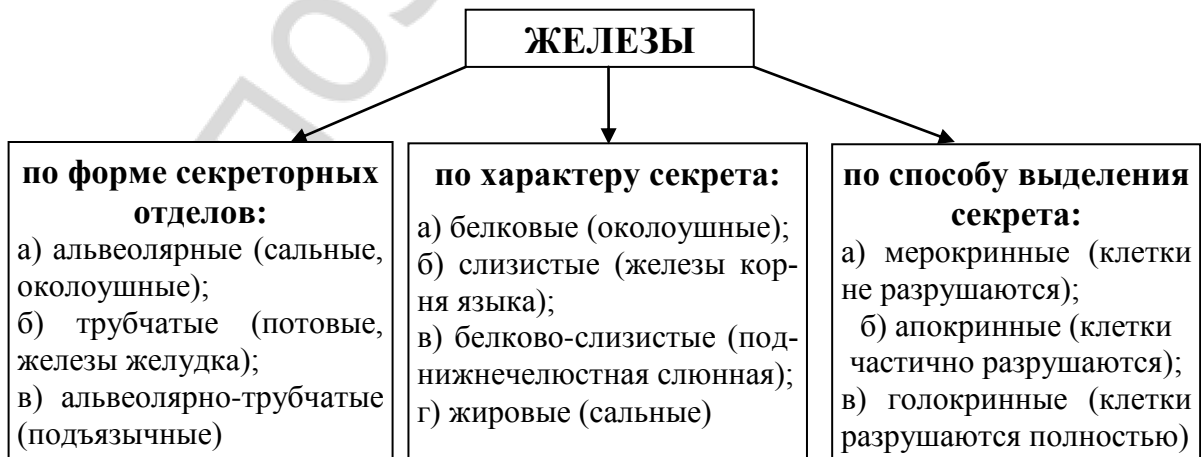 ЖЕЛЕЗЫ
по форме секреторных
отделов:
а) альвеолярные (сальные,
околоушные);
б) трубчатые (потовые,
железы желудка);
в) альвеолярно-трубчатые
(подъязычные)
по характеру секрета:
а) белковые (околоушные);
б) слизистые (железы кор-
ня языка);
в) белково-слизистые (под-
нижнечелюстная слюнная);
г) жировые (сальные)
по способу выделения
секрета:
а) мерокринные (клетки
не разрушаются);
б) апокринные (клетки
частично разрушаются);
в) голокринные (клетки
разрушаются полностью)